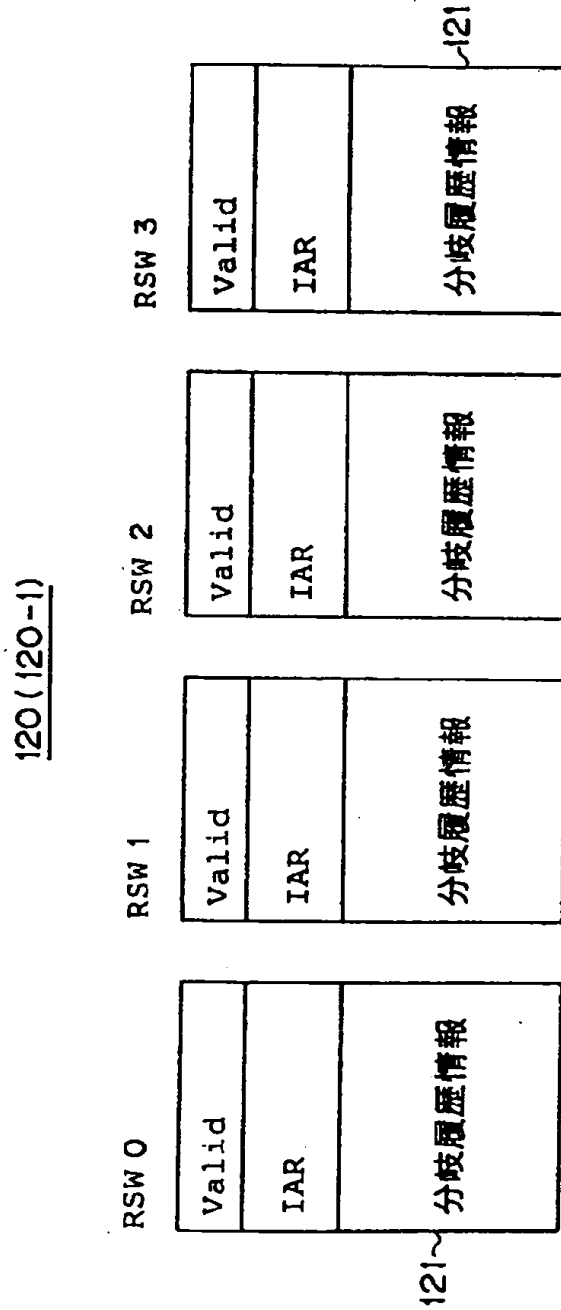 120(120-1)
RSW 0
RSW 1
RSW 2
RSW 3
Valid
Valid
Valid
Valid
IAR
IAR
IAR
IAR
分岐履歴情報
分岐履歴情報
分岐履歴情報
分岐履歴情報
121
121